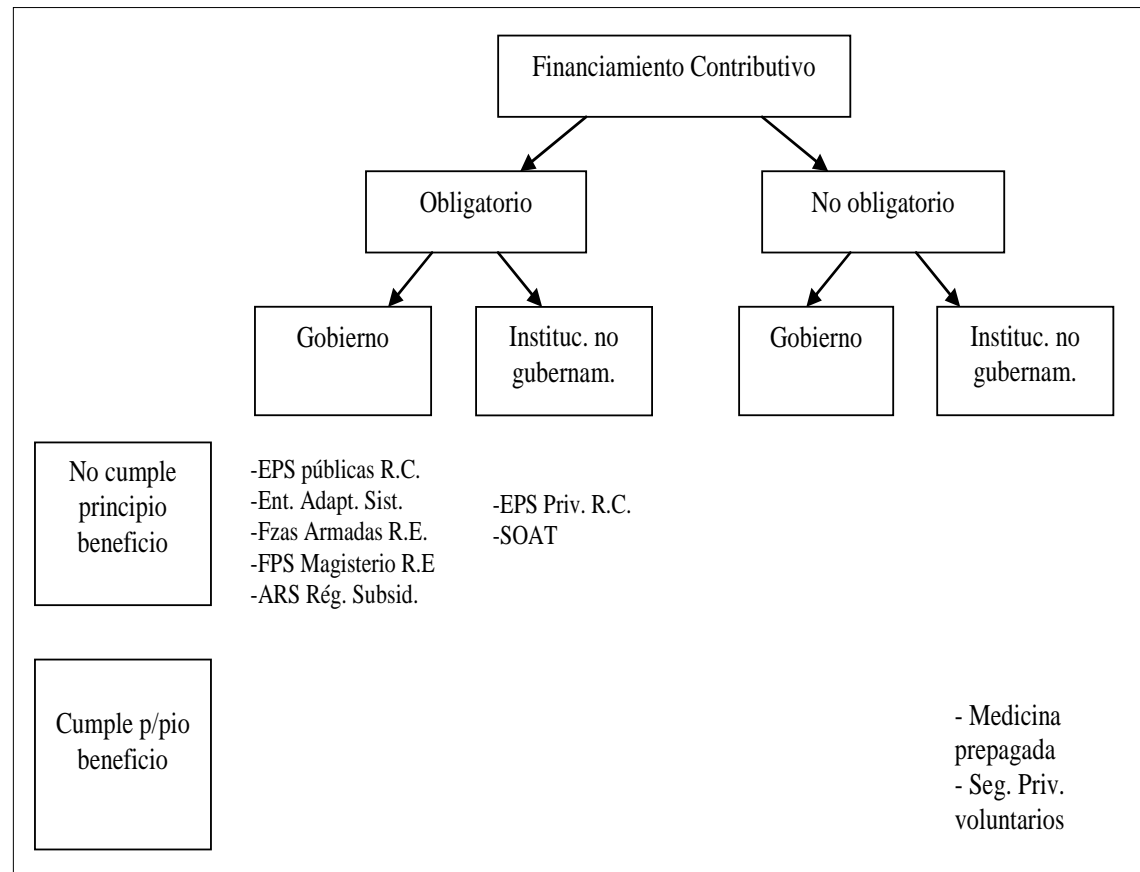 Financiamiento Contributivo
Obligatorio
No obligatorio
Gobierno
Instituc. no
gubernam.
Gobierno
Instituc. no
gubernam.
No cumple
principio
beneficio
-EPS públicas R.C.
-Ent. Adapt. Sist.
-Fzas Armadas R.E.
-FPS Magisterio R.E
-ARS Rég. Subsid.
-EPS Priv. R.C.
-SOAT
Cumple p/pio
beneficio
- Medicina
prepagada
- Seg. Priv.
voluntarios